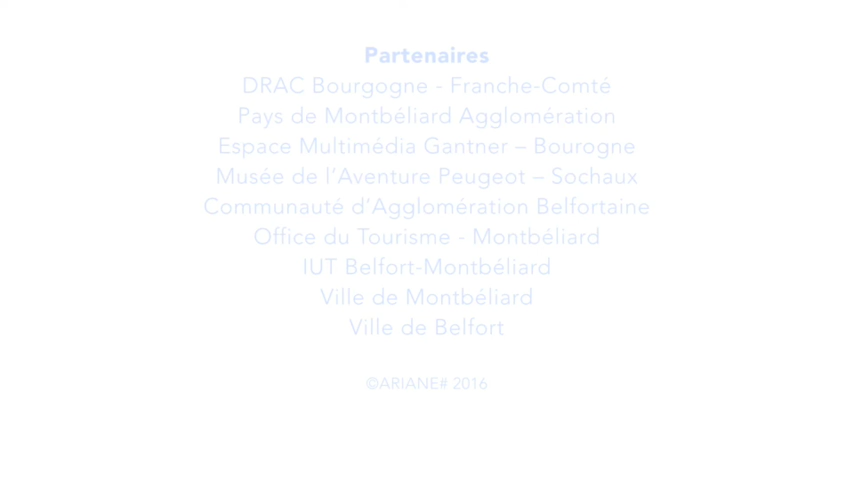 Partenaires
DRAC Bourgogne - Franche-Comté
Pays de Montbéliard Agglomération
Espace Multimédia Gantner – Bourogne
Musée de l’Aventure Peugeot – Sochaux
Communauté d’Agglomération Belfortaine
Office du Tourisme - Montbéliard
IUT Belfort-Montbéliard
Ville de Montbéliard
Ville de Belfort
©ARIANE# 2016